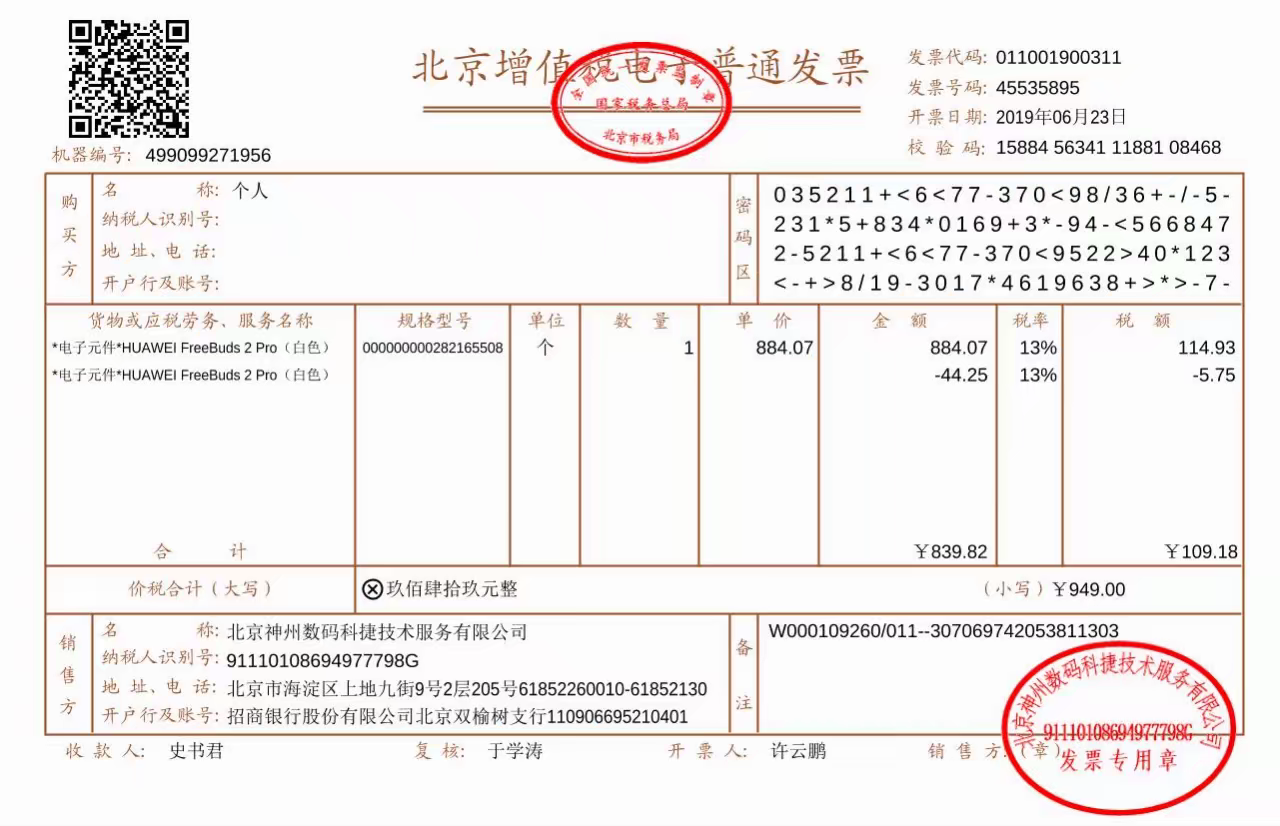 北京增值税电子普通发票
全国统一发票监制章
国家税务总局
北京市税务局
发票代码: 011001900311
发票号码: 45535895
开票日期: 2019年06月23日
校 验 码: 15884 56341 11881 08468
机器编号: 499099271956
购买方
名 称: 个人
纳税人识别号:
地 址、电 话:
开户行及账号:
密码区
035211+<6<77-370<98/36+-/-5-
231*5+834*0169+3*-94-<566847
2-5211+<6<77-370<9522>40*123
<-+>8/19-3017*4619638+>*>-7-
货物或应税劳务、服务名称 规格型号 单位 数 量 单 价 金 额 税率 税 额
*电子元件*HUAWEI FreeBuds 2 Pro（白色） 000000000282165508 个 1 884.07 884.07 13% 114.93
*电子元件*HUAWEI FreeBuds 2 Pro（白色） -44.25 13% -5.75
合 计 ￥839.82 ￥109.18
价税合计（大写） ⊗玖佰肆拾玖元整 （小写）￥949.00
销售方
名 称: 北京神州数码科捷技术服务有限公司
纳税人识别号: 91110108694977798G
地 址、电 话: 北京市海淀区上地九街9号2层205号61852260010-61852130
开户行及账号: 招商银行股份有限公司北京双榆树支行110906695210401
备注
W000109260/011--307069742053811303
收 款 人: 史书君 复 核: 于学涛 开 票 人: 许云鹏 销 售 方:（章）
北京神州数码科捷技术服务有限公司
91110108694977798G
发票专用章